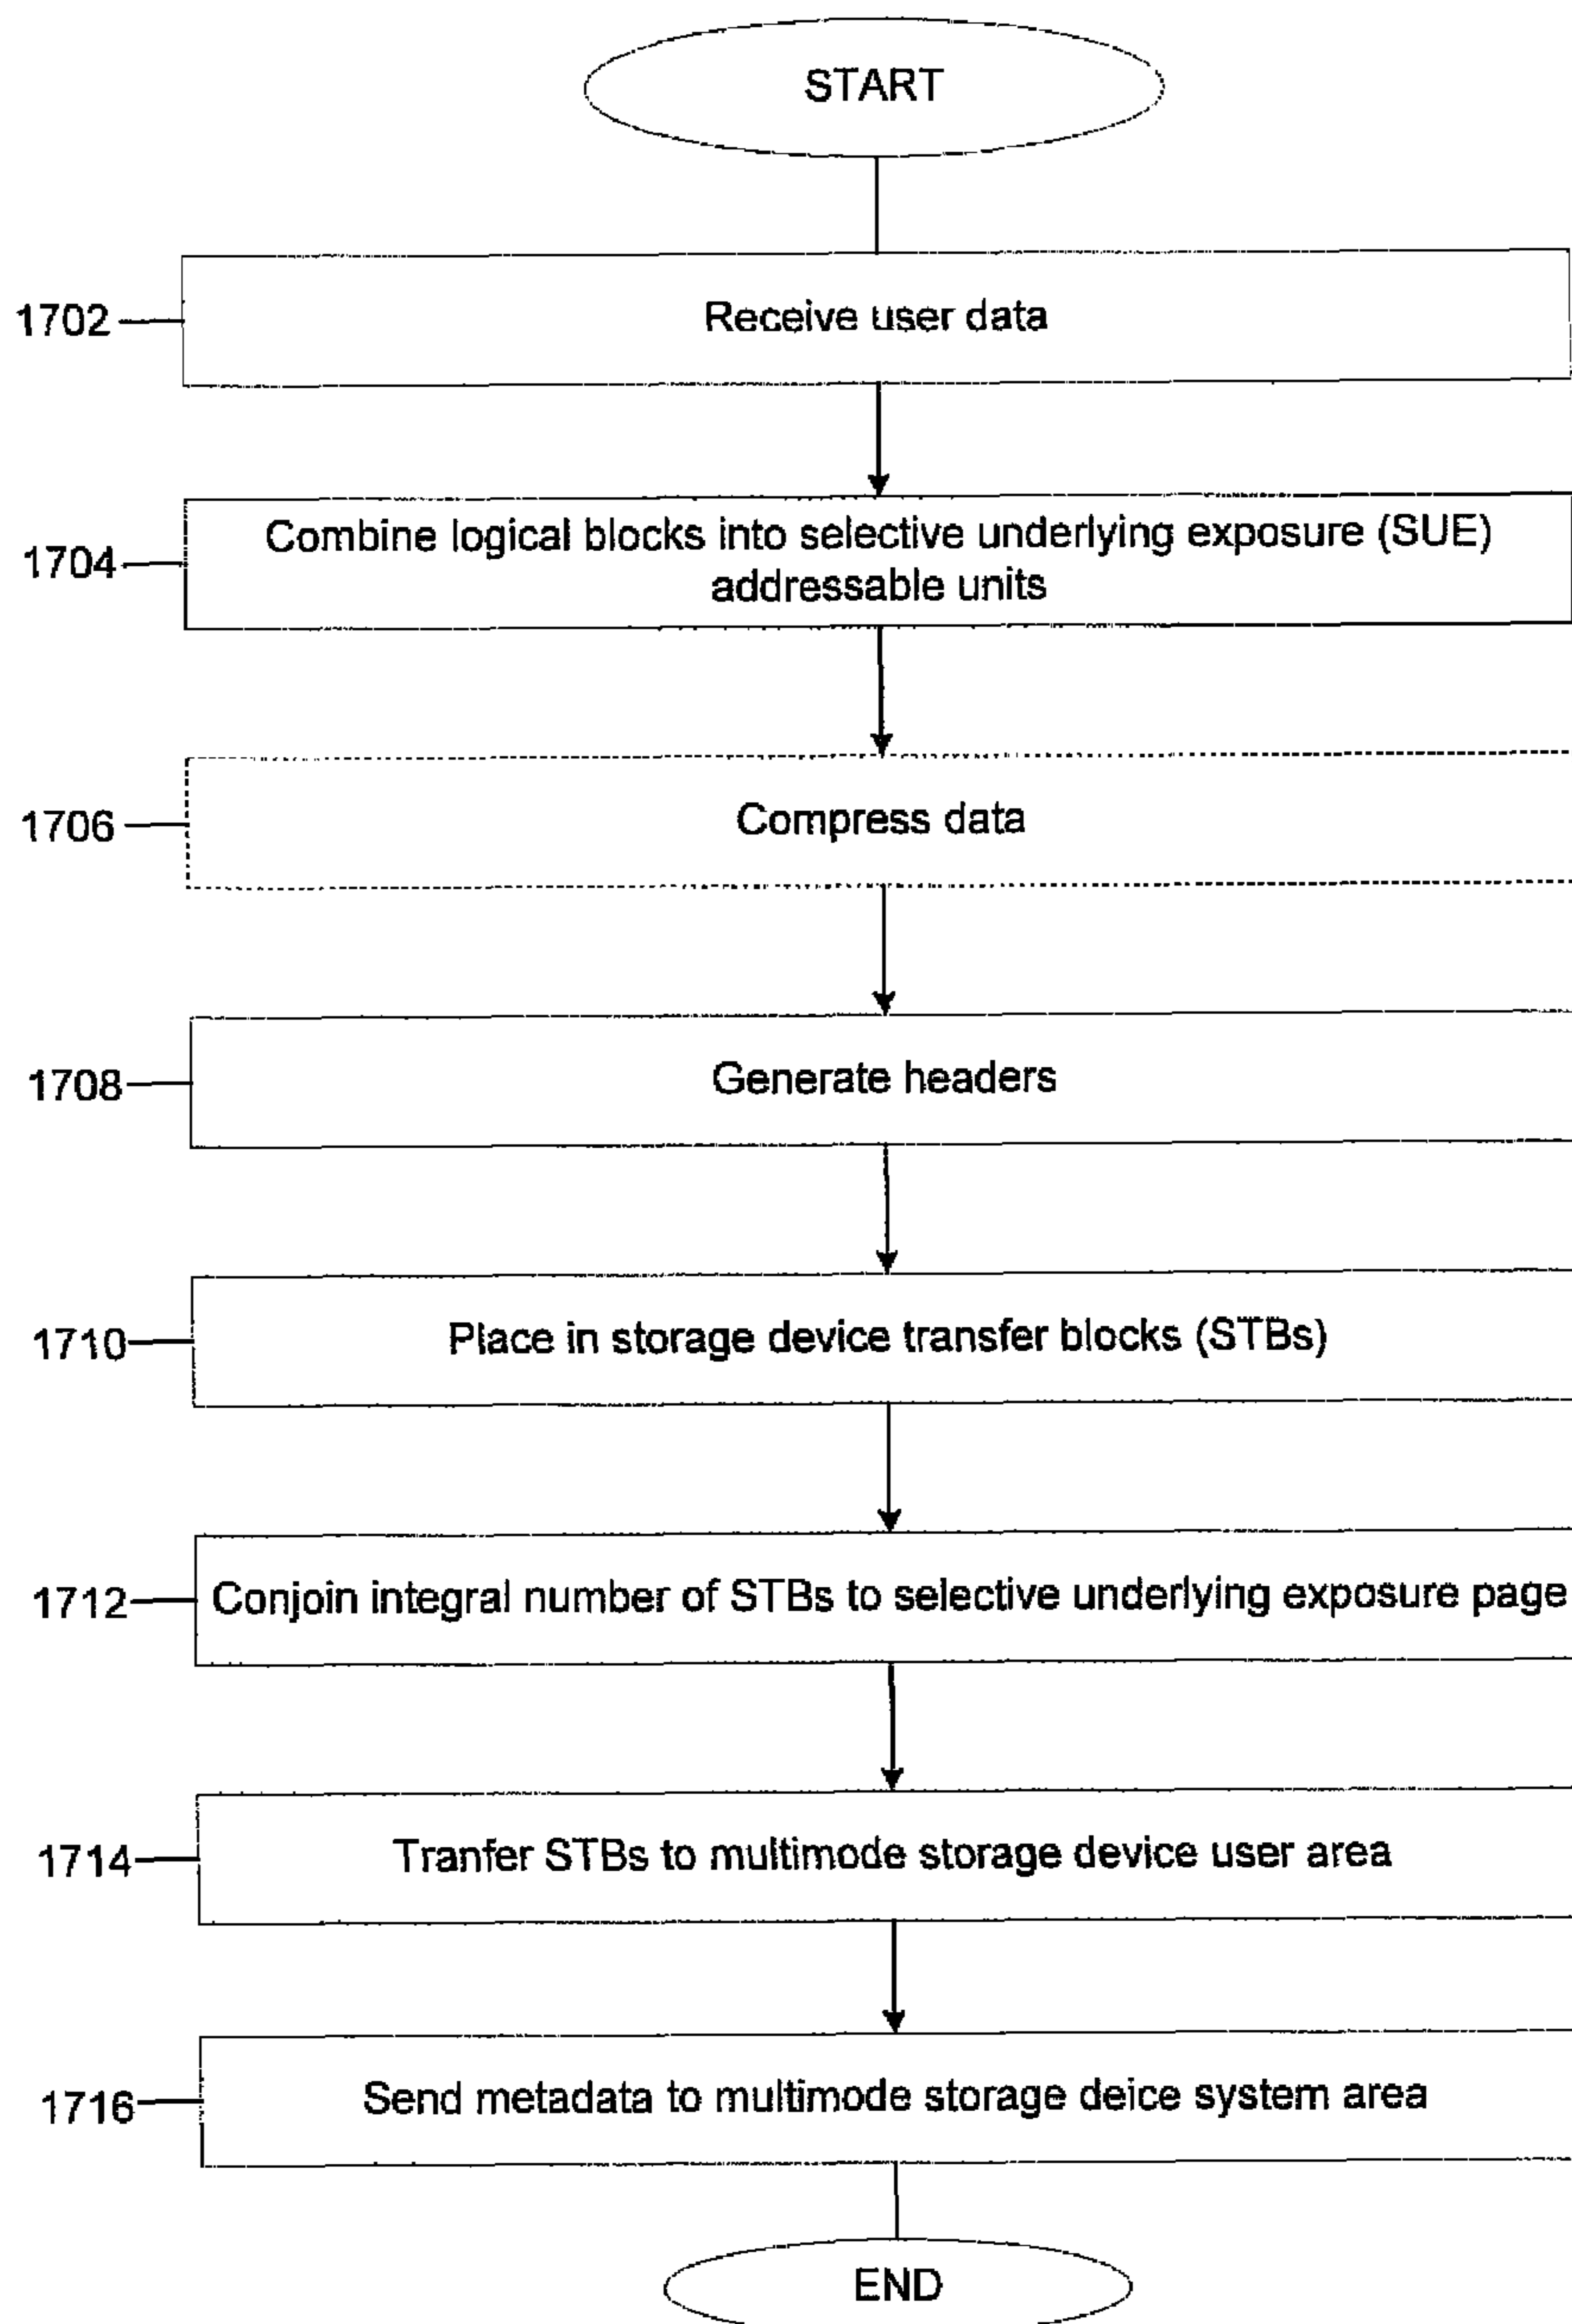 START
1702
Receive user data
1704
Combine logical blocks into selective underlying exposure (SUE)
addressable units
1706
Compress data
1708
Generate headers
1710
Place in storage device transfer blocks (STBs)
1712
Conjoin integral number of STBs to selective underlying exposure page
1714
Tranfer STBs to multimode storage device user area
1716
Send metadata to multimode storage deice system area
END